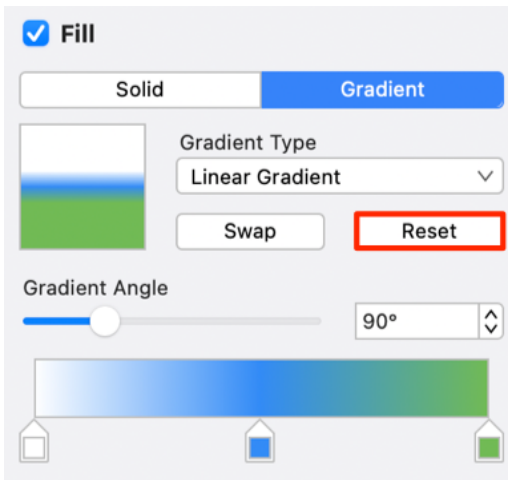 Fill
Solid Gradient
Gradient Type
Linear Gradient
Swap Reset
Gradient Angle
90°